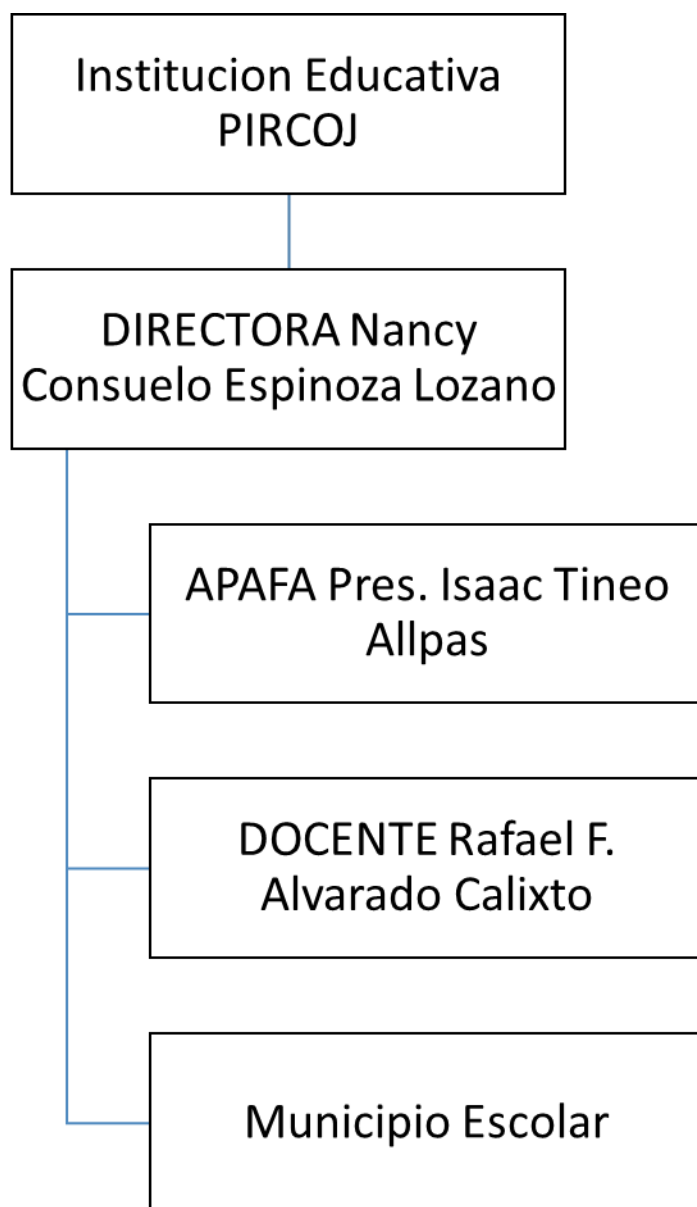 Institucion Educativa
PIRCOJ
DIRECTORA Nancy
Consuelo Espinoza Lozano
APAFA Pres. Isaac Tineo
Allpas
DOCENTE Rafael F.
Alvarado Calixto
Municipio Escolar